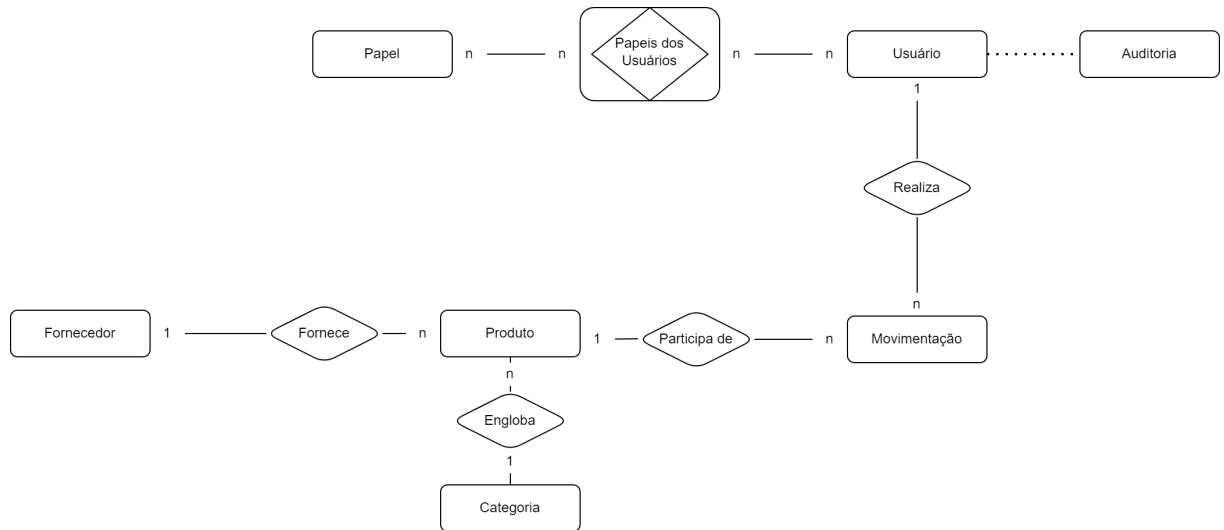 Papel
n
n
Papeis dos
Usuários
n
n
Usuário
Auditoria
1
Realiza
n
Fornecedor
1
Fornece
n
Produto
1
Participa de
n
Movimentação
n
Engloba
1
Categoria